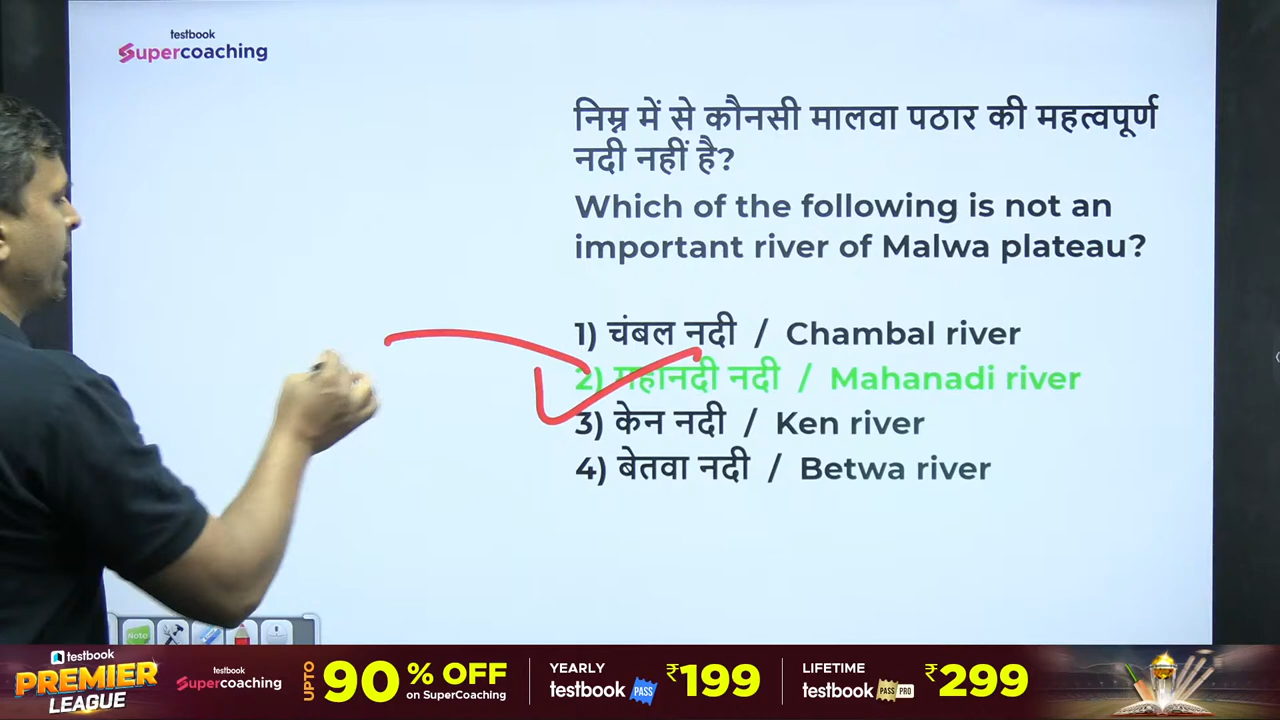 testbook
Supercoaching
निम्न में से कौनसी मालवा पठार की महत्वपूर्ण
नदी नहीं है?
Which of the following is not an
important river of Malwa plateau?
1) चंबल नदी / Chambal river
2) महानदी नदी / Mahanadi river
3) केन नदी / Ken river
4) बेतवा नदी / Betwa river
Note
testbook
PREMIER
LEAGUE
testbook
Supercoaching
UPTO 90% OFF
on SuperCoaching
YEARLY
testbook PASS
₹199
LIFETIME
testbook PASS PRO
₹299